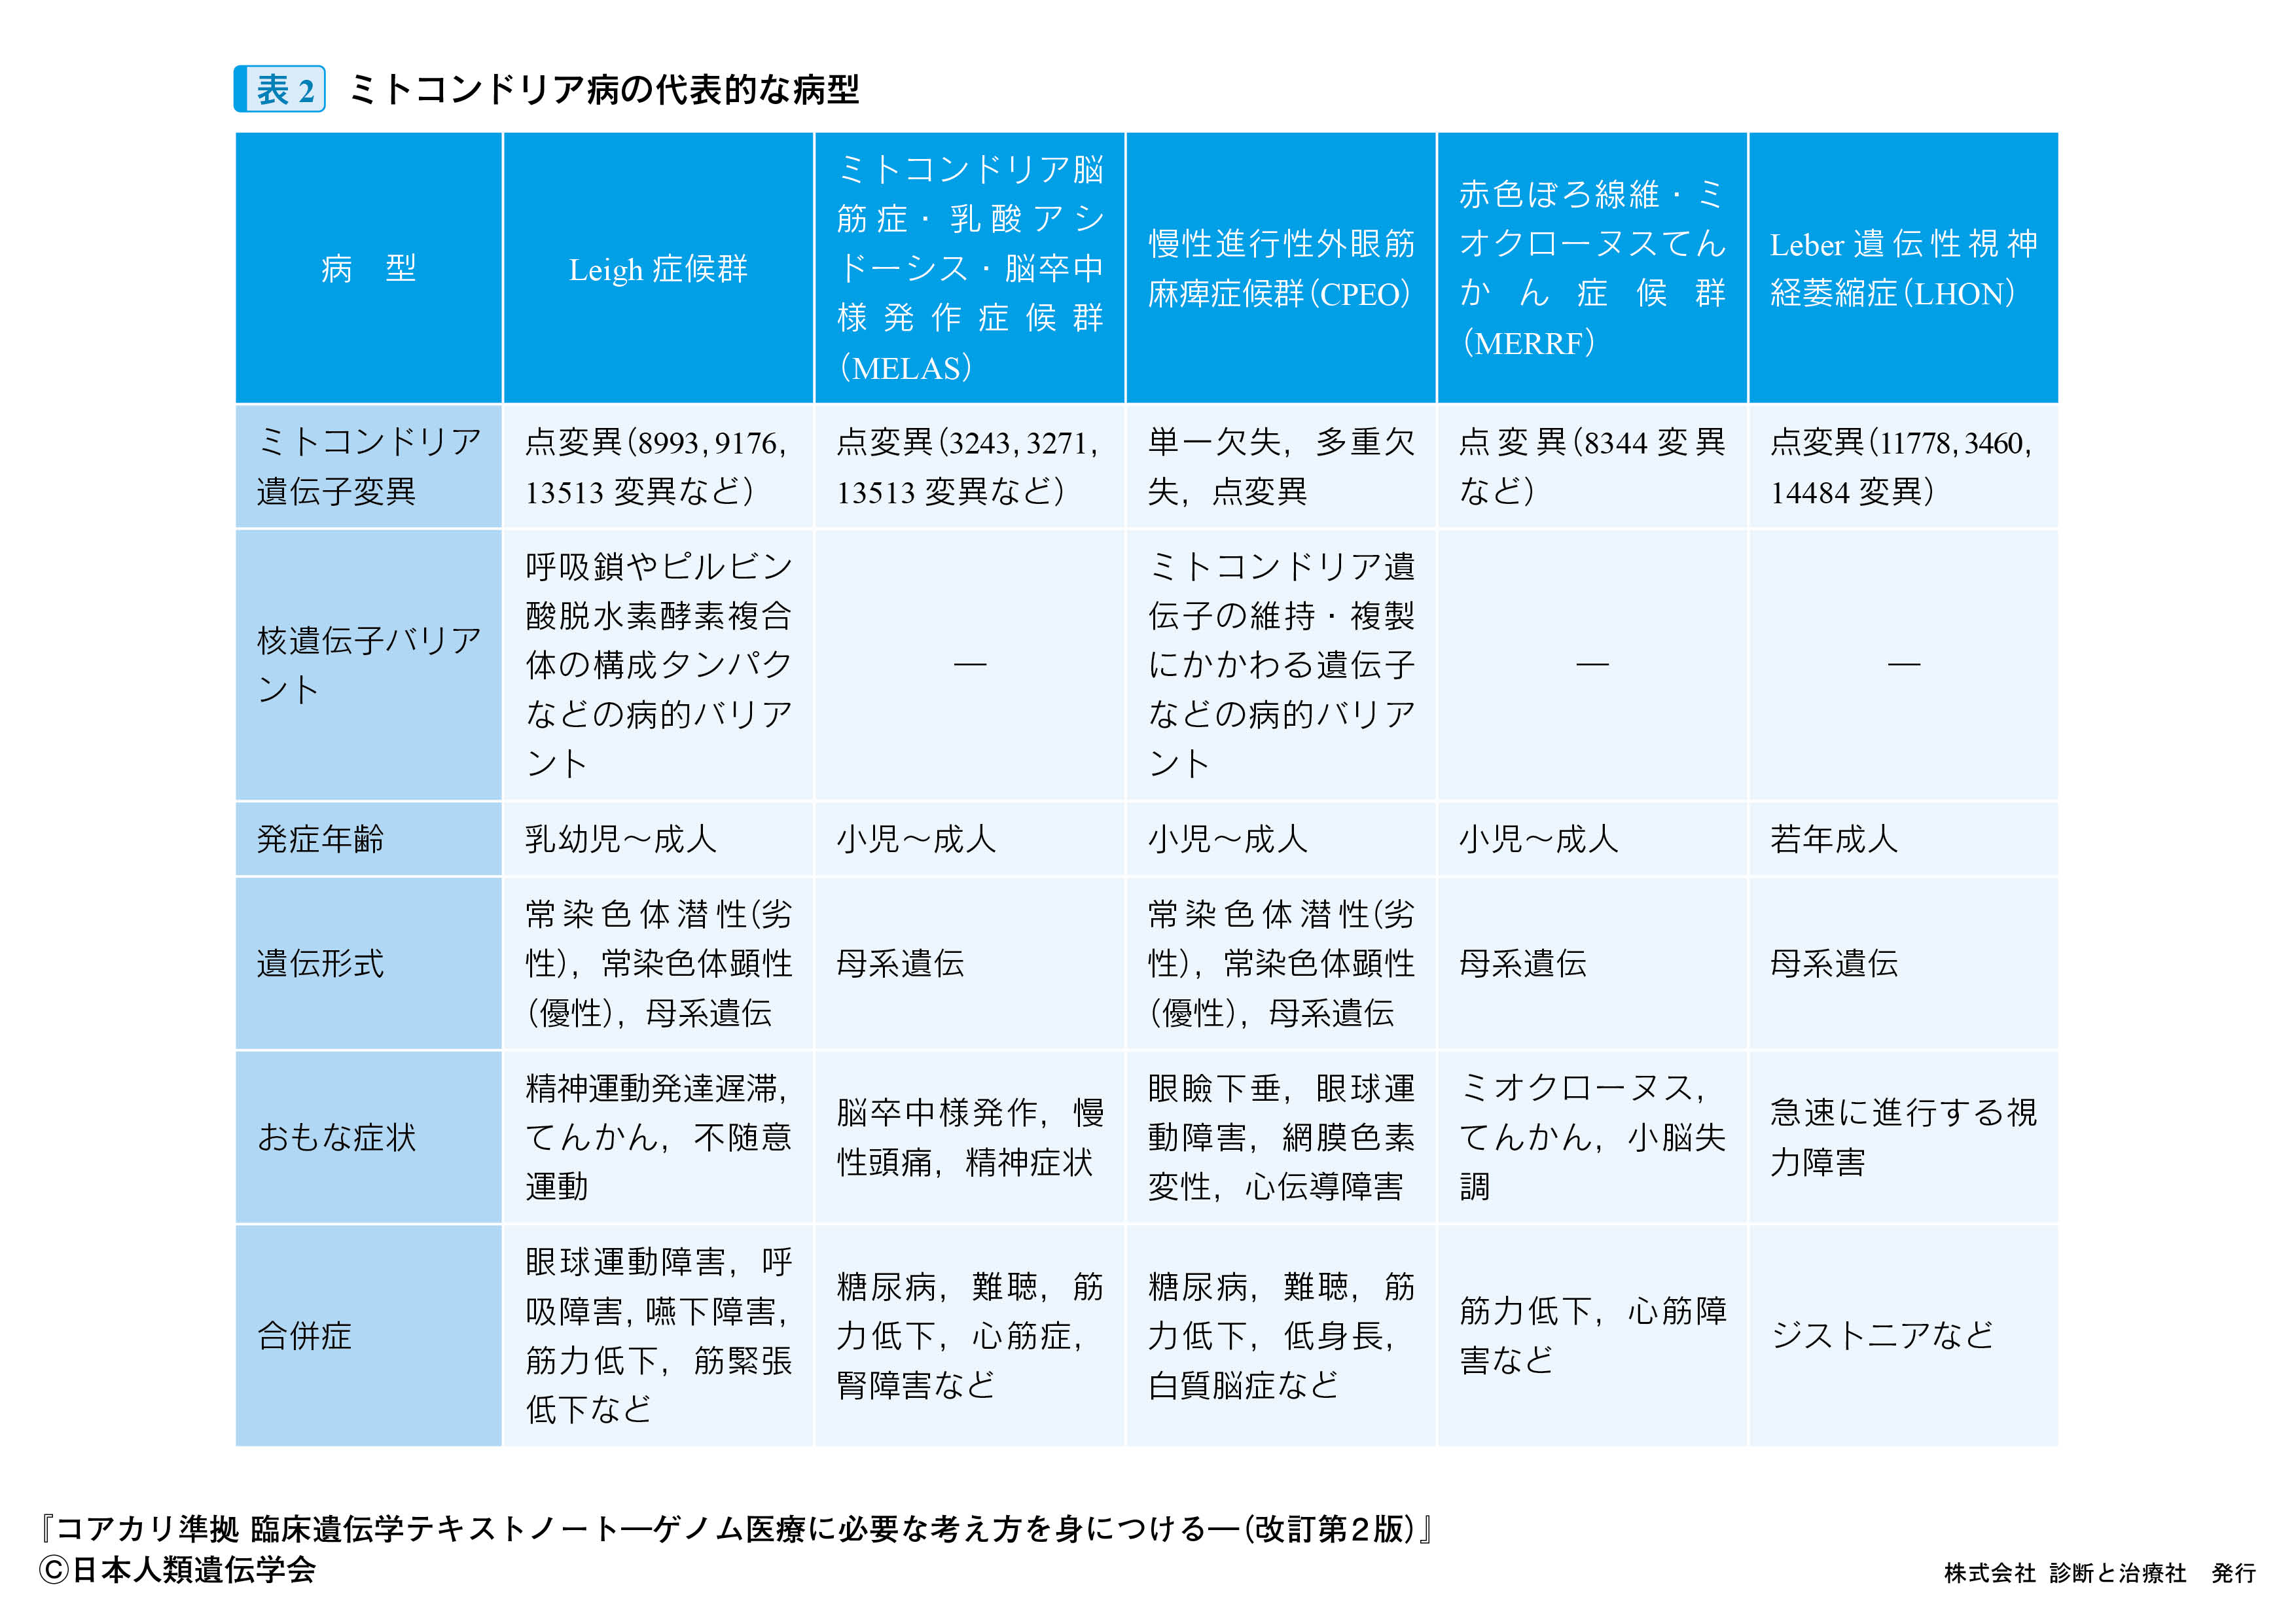 表2 ミトコンドリア病の代表的な病型
病 型
Leigh 症候群
ミトコンドリア脳
筋症・乳酸アシ
ドーシス・脳卒中
様発作症候群
(MELAS)
慢性進行性外眼筋
麻痺症候群(CPEO)
赤色ぼろ線維・ミ
オクローヌスてん
かん症候群
(MERRF)
Leber 遺伝性視神
経萎縮症(LHON)
ミトコンドリア
遺伝子変異
点変異(8993, 9176,
13513 変異など)
点変異(3243, 3271,
13513 変異など)
単一欠失，多重欠
失，点変異
点変異(8344 変異
など)
点変異(11778, 3460,
14484 変異)
核遺伝子バリア
ント
呼吸鎖やピルビン
酸脱水素酵素複合
体の構成タンパク
などの病的バリア
ント
—
ミトコンドリア遺
伝子の維持・複製
にかかわる遺伝子
などの病的バリア
ント
—
—
発症年齢
乳幼児～成人
小児～成人
小児～成人
小児～成人
若年成人
遺伝形式
常染色体潜性(劣
性)，常染色体顕性
(優性)，母系遺伝
母系遺伝
常染色体潜性(劣
性)，常染色体顕性
(優性)，母系遺伝
母系遺伝
母系遺伝
おもな症状
精神運動発達遅滞，
てんかん，不随意
運動
脳卒中様発作，慢
性頭痛，精神症状
眼瞼下垂，眼球運
動障害，網膜色素
変性，心伝導障害
ミオクローヌス，
てんかん，小脳失
調
急速に進行する視
力障害
合併症
眼球運動障害，呼
吸障害，嚥下障害，
筋力低下，筋緊張
低下など
糖尿病，難聴，筋
力低下，心筋症，
腎障害など
糖尿病，難聴，筋
力低下，低身長，
白質脳症など
筋力低下，心筋障
害など
ジストニアなど
『コアカリ準拠 臨床遺伝学テキストノート―ゲノム医療に必要な考え方を身につける―(改訂第2版)』
©日本人類遺伝学会
株式会社 診断と治療社 発行